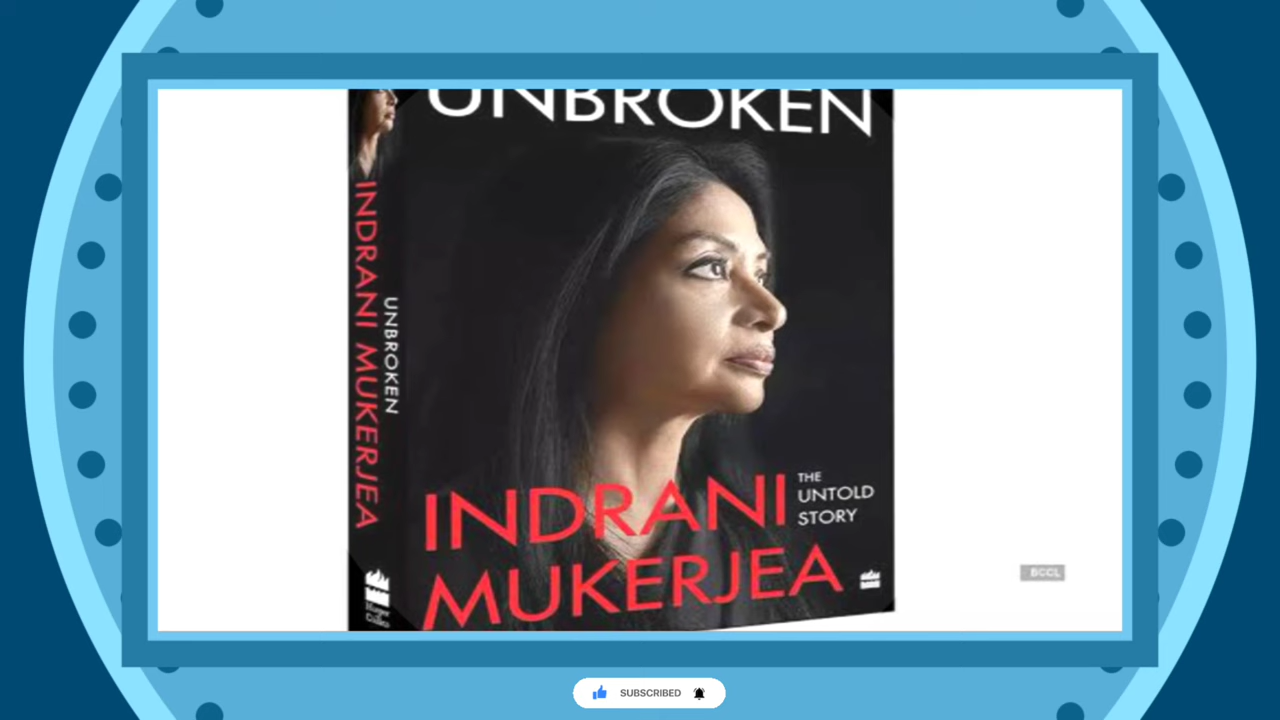 UNBROKEN
INDRANI MUKERJEA
UNBROKEN
INDRANI
THE
UNTOLD
STORY
MUKERJEA
BCCL
SUBSCRIBED